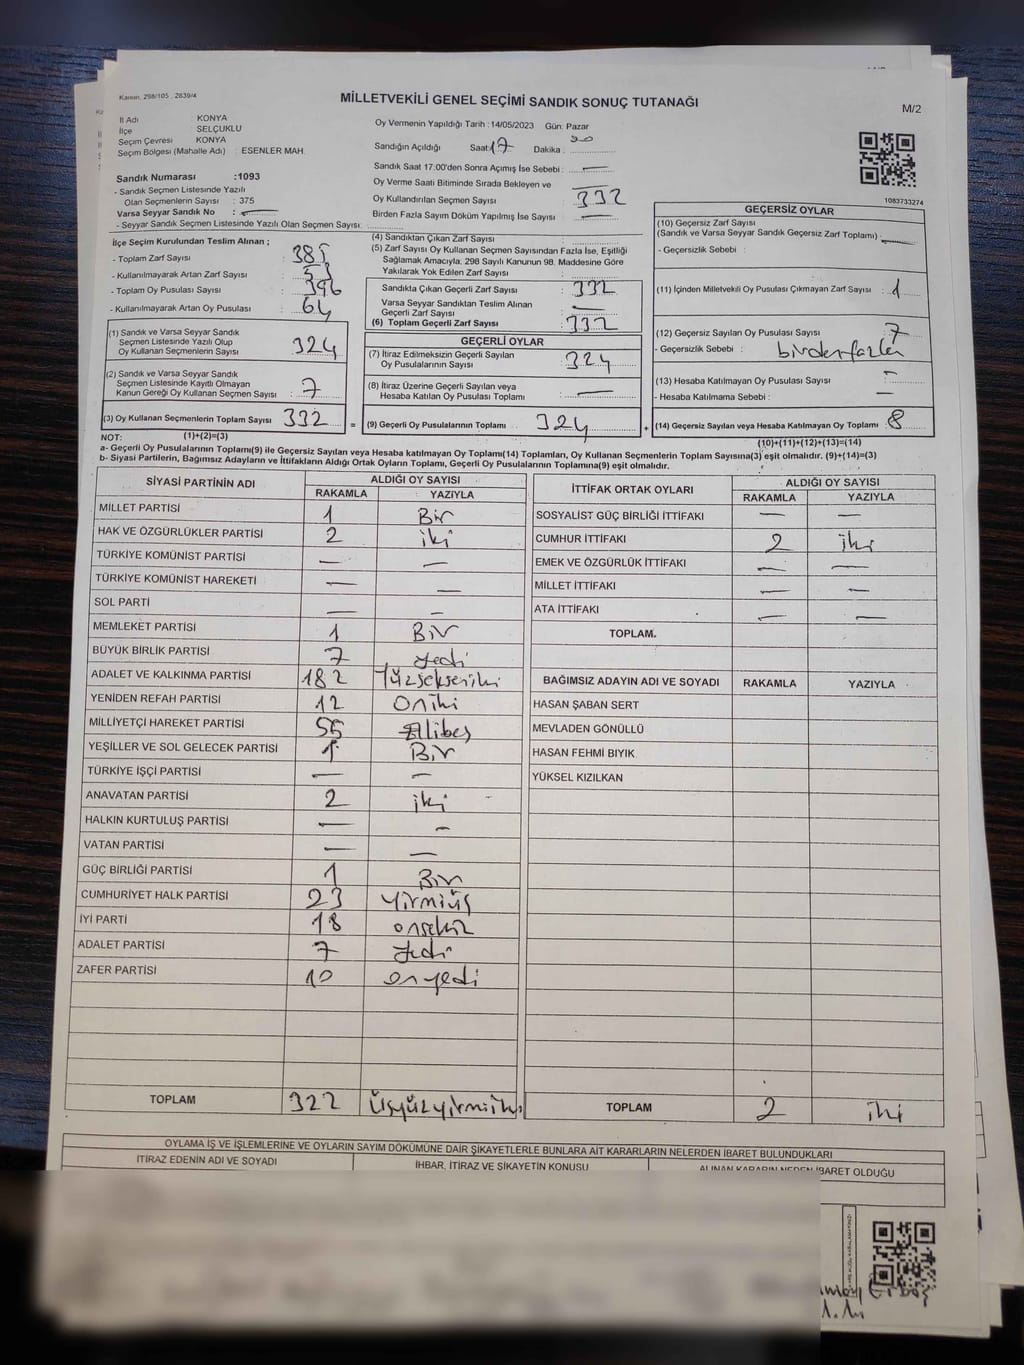 Kanun, 298/105 , 2839/4
MİLLETVEKİLİ GENEL SEÇİMİ SANDIK SONUÇ TUTANAĞI
M/2
İl Adı KONYA
İlçe SELÇUKLU
Seçim Çevresi KONYA
Seçim Bölgesi (Mahalle Adı) : ESENLER MAH.
Oy Vermenin Yapıldığı Tarih : 14/05/2023 Gün: Pazar
Sandığın Açıldığı Saat: 17 Dakika :
Sandık Saat 17:00'den Sonra Açımış İse Sebebi : —
Oy Verme Saati Bitiminde Sırada Bekleyen ve
Oy Kullandırılan Seçmen Sayısı : 332
Birden Fazla Sayım Döküm Yapılmış İse Sayısı : —
1083733274
Sandık Numarası :1093
- Sandık Seçmen Listesinde Yazılı
Olan Seçmenlerin Sayısı : 375
Varsa Seyyar Sandık No : —
- Seyyar Sandık Seçmen Listesinde Yazılı Olan Seçmen Sayısı:
İlçe Seçim Kurulundan Teslim Alınan ;
- Toplam Zarf Sayısı : 385
- Kullanılmayarak Artan Zarf Sayısı : 53
- Toplam Oy Pusulası Sayısı : 396
- Kullanılmayarak Artan Oy Pusulası : 64
(1) Sandık ve Varsa Seyyar Sandık
Seçmen Listesinde Yazılı Olup
Oy Kullanan Seçmenlerin Sayısı : 324
(2) Sandık ve Varsa Seyyar Sandık
Seçmen Listesinde Kayıtlı Olmayan
Kanun Gereği Oy Kullanan Seçmen Sayısı : 7
(3) Oy Kullanan Seçmenlerin Toplam Sayısı : 332
(4) Sandıktan Çıkan Zarf Sayısı :
(5) Zarf Sayısı Oy Kullanan Seçmen Sayısından Fazla İse, Eşitliği
Sağlamak Amacıyla; 298 Sayılı Kanunun 98. Maddesine Göre
Yakılarak Yok Edilen Zarf Sayısı :
Sandıkta Çıkan Geçerli Zarf Sayısı : 332
Varsa Seyyar Sandıktan Teslim Alınan
Geçerli Zarf Sayısı : —
(6) Toplam Geçerli Zarf Sayısı : 332
GEÇERLİ OYLAR
(7) İtiraz Edilmeksizin Geçerli Sayılan
Oy Pusulalarının Sayısı : 324
(8) İtiraz Üzerine Geçerli Sayılan veya
Hesaba Katılan Oy Pusulası Toplamı : —
= (9) Geçerli Oy Pusulalarının Toplamı : 324
GEÇERSİZ OYLAR
(10) Geçersiz Zarf Sayısı
(Sandık ve Varsa Seyyar Sandık Geçersiz Zarf Toplamı) : —
- Geçersizlik Sebebi :
(11) İçinden Milletvekili Oy Pusulası Çıkmayan Zarf Sayısı : 1
(12) Geçersiz Sayılan Oy Pusulası Sayısı : 7
- Geçersizlik Sebebi : birden fazla
(13) Hesaba Katılmayan Oy Pusulası Sayısı : —
- Hesaba Katılmama Sebebi : —
+ (14) Geçersiz Sayılan veya Hesaba Katılmayan Oy Toplamı : 8
NOT: (1)+(2)=(3) (10)+(11)+(12)+(13)=(14)
a- Geçerli Oy Pusulalarının Toplamı(9) ile Geçersiz Sayılan veya Hesaba katılmayan Oy Toplamı(14) Toplamları, Oy Kullanan Seçmenlerin Toplam Sayısına(3) eşit olmalıdır. (9)+(14)=(3)
b- Siyasi Partilerin, Bağımsız Adayların ve İttifakların Aldığı Ortak Oyların Toplamı, Geçerli Oy Pusulalarının Toplamına(9) eşit olmalıdır.
SİYASİ PARTİNİN ADI ALDIĞI OY SAYISI
RAKAMLA YAZIYLA
MİLLET PARTİSİ 1 Bir
HAK VE ÖZGÜRLÜKLER PARTİSİ 2 iki
TÜRKİYE KOMÜNİST PARTİSİ — —
TÜRKİYE KOMÜNİST HAREKETİ — —
SOL PARTİ — —
MEMLEKET PARTİSİ 1 Bir
BÜYÜK BİRLİK PARTİSİ 7 yedi
ADALET VE KALKINMA PARTİSİ 182 Yüzsekseniki
YENİDEN REFAH PARTİSİ 12 Oniki
MİLLİYETÇİ HAREKET PARTİSİ 55 Ellibeş
YEŞİLLER VE SOL GELECEK PARTİSİ 1 Bir
TÜRKİYE İŞÇİ PARTİSİ — —
ANAVATAN PARTİSİ 2 iki
HALKIN KURTULUŞ PARTİSİ — —
VATAN PARTİSİ — —
GÜÇ BİRLİĞİ PARTİSİ 1 Bir
CUMHURİYET HALK PARTİSİ 23 yirmiüç
İYİ PARTİ 18 onsekiz
ADALET PARTİSİ 7 yedi
ZAFER PARTİSİ 10 onyedi
TOPLAM 322 üçyüzyirmiiki
İTTİFAK ORTAK OYLARI ALDIĞI OY SAYISI
RAKAMLA YAZIYLA
SOSYALİST GÜÇ BİRLİĞİ İTTİFAKI — —
CUMHUR İTTİFAKI 2 iki
EMEK VE ÖZGÜRLÜK İTTİFAKI — —
MİLLET İTTİFAKI — —
ATA İTTİFAKI — —
TOPLAM.
BAĞIMSIZ ADAYIN ADI VE SOYADI RAKAMLA YAZIYLA
HASAN ŞABAN SERT
MEVLADEN GÖNÜLLÜ
HASAN FEHMİ BIYIK
YÜKSEL KIZILKAN
TOPLAM 2 iki
OYLAMA İŞ VE İŞLEMLERİNE VE OYLARIN SAYIM DÖKÜMÜNE DAİR ŞİKAYETLERLE BUNLARA AİT KARARLARIN NELERDEN İBARET BULUNDUKLARI
İTİRAZ EDENİN ADI VE SOYADI İHBAR, İTİRAZ VE ŞİKAYETİN KONUSU ALINAN KARARIN NEDEN İBARET OLDUĞU